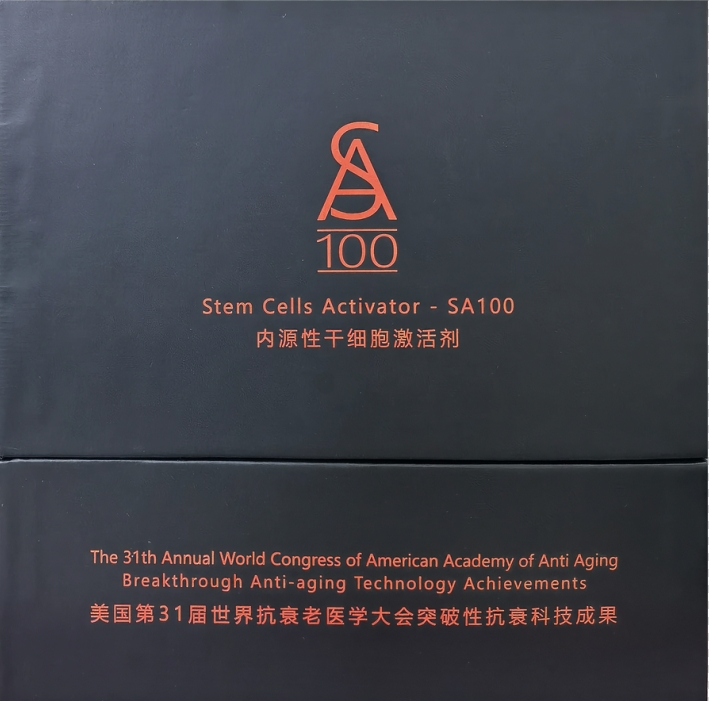 SA
100
Stem Cells Activator - SA100
内源性干细胞激活剂
The 31th Annual World Congress of American Academy of Anti Aging
Breakthrough Anti-aging Technology Achievements
美国第31届世界抗衰老医学大会突破性抗衰科技成果